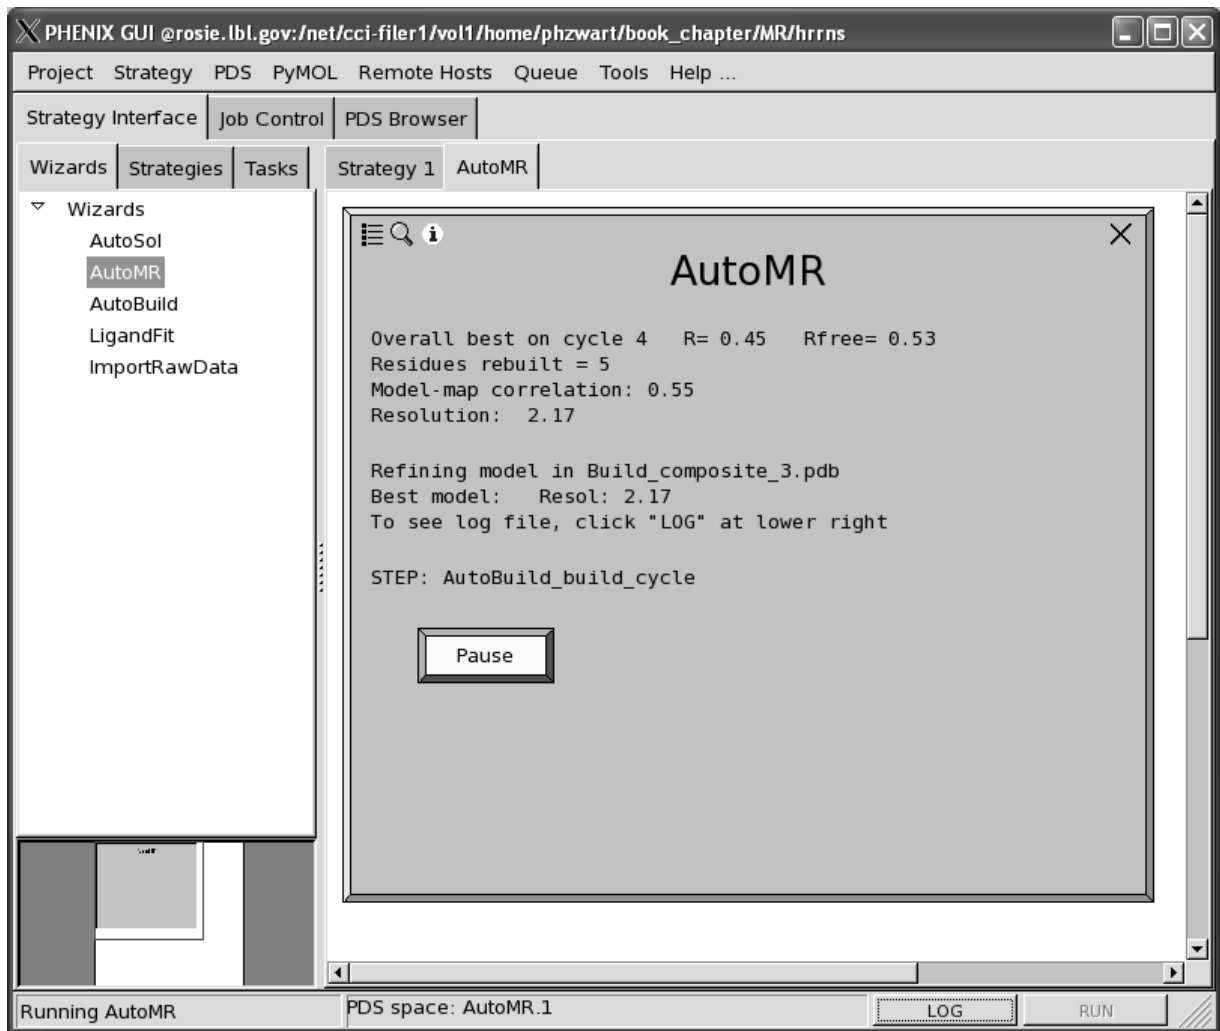 PHENIX GUI @rosie.lbl.gov:/net/cci-filer1/vol1/home/phzwart/book_chapter/MR/hrrns
Project Strategy PDS PyMOL Remote Hosts Queue Tools Help ...
Strategy Interface Job Control PDS Browser
Wizards Strategies Tasks Strategy 1 AutoMR
Wizards
AutoSol
AutoMR
AutoBuild
LigandFit
ImportRawData
AutoMR
Overall best on cycle 4 R= 0.45 Rfree= 0.53
Residues rebuilt = 5
Model-map correlation: 0.55
Resolution: 2.17
Refining model in Build_composite_3.pdb
Best model: Resol: 2.17
To see log file, click "LOG" at lower right
STEP: AutoBuild_build_cycle
Pause
Running AutoMR PDS space: AutoMR.1 LOG RUN